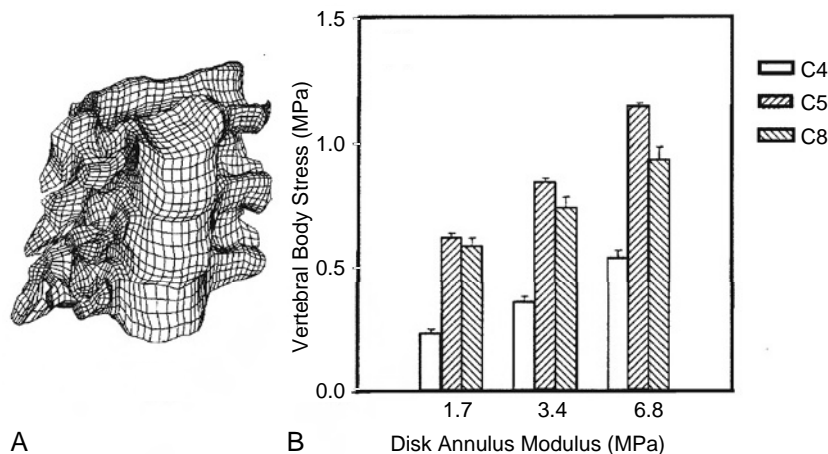 A
B
Vertebral Body Stress (MPa)
1.5
1.0
0.5
0.0
1.7 3.4 6.8
Disk Annulus Modulus (MPa)
C4
C5
C8